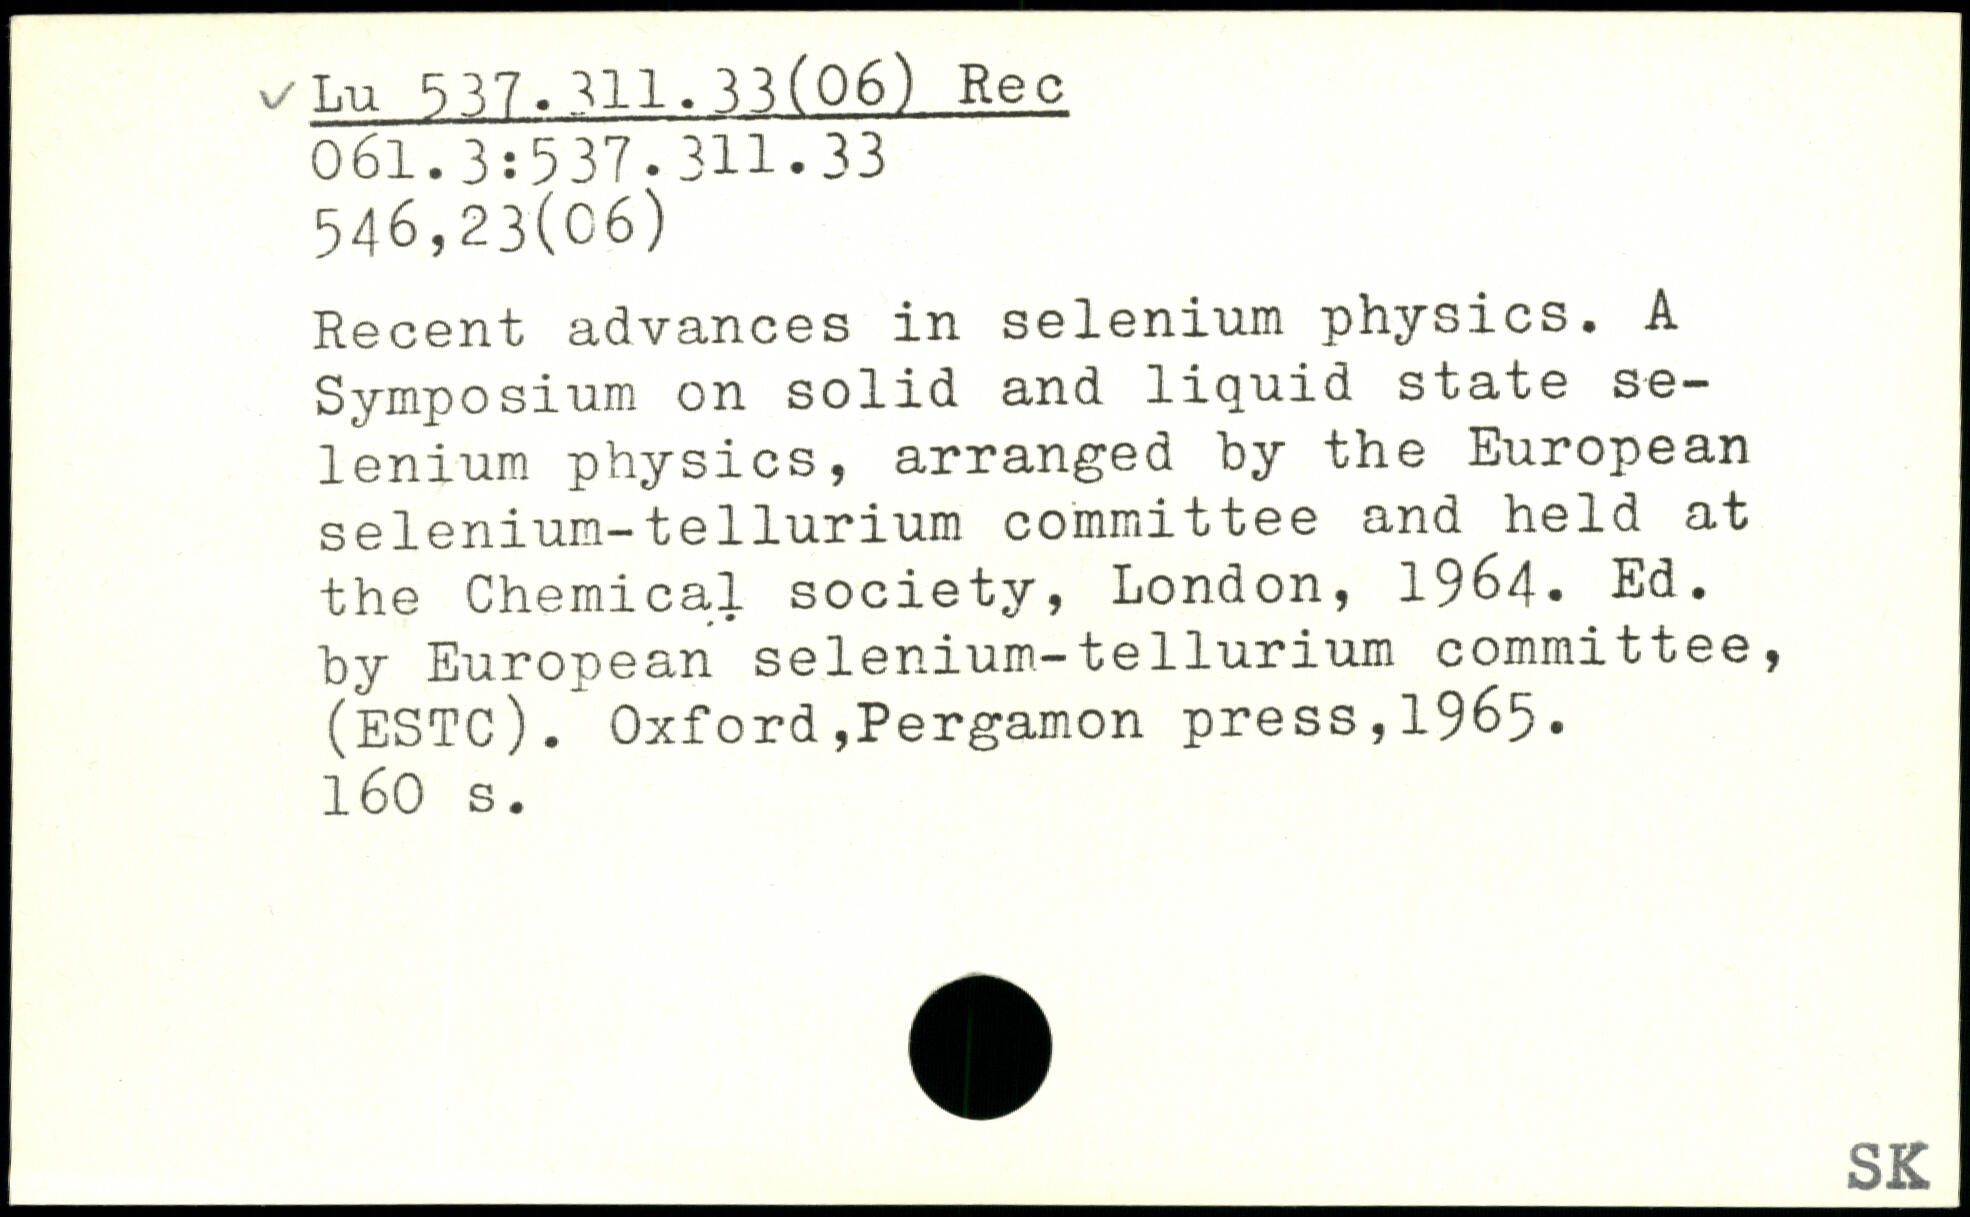 ✓ Lu 537.311.33(06) Rec
061.3:537.311.33
546,23(06)
Recent advances in selenium physics. A
Symposium on solid and liquid state se-
lenium physics, arranged by the European
selenium-tellurium committee and held at
the Chemical society, London, 1964. Ed.
by European selenium-tellurium committee,
(ESTC). Oxford,Pergamon press,1965.
160 s.
SK